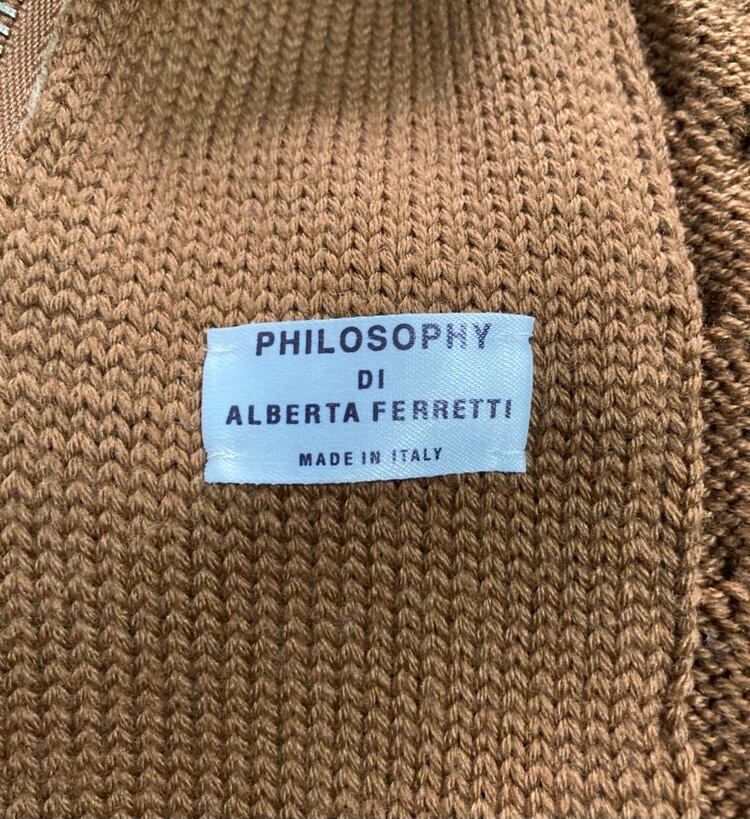 PHILOSOPHY
DI
ALBERTA FERRETTI
MADE IN ITALY